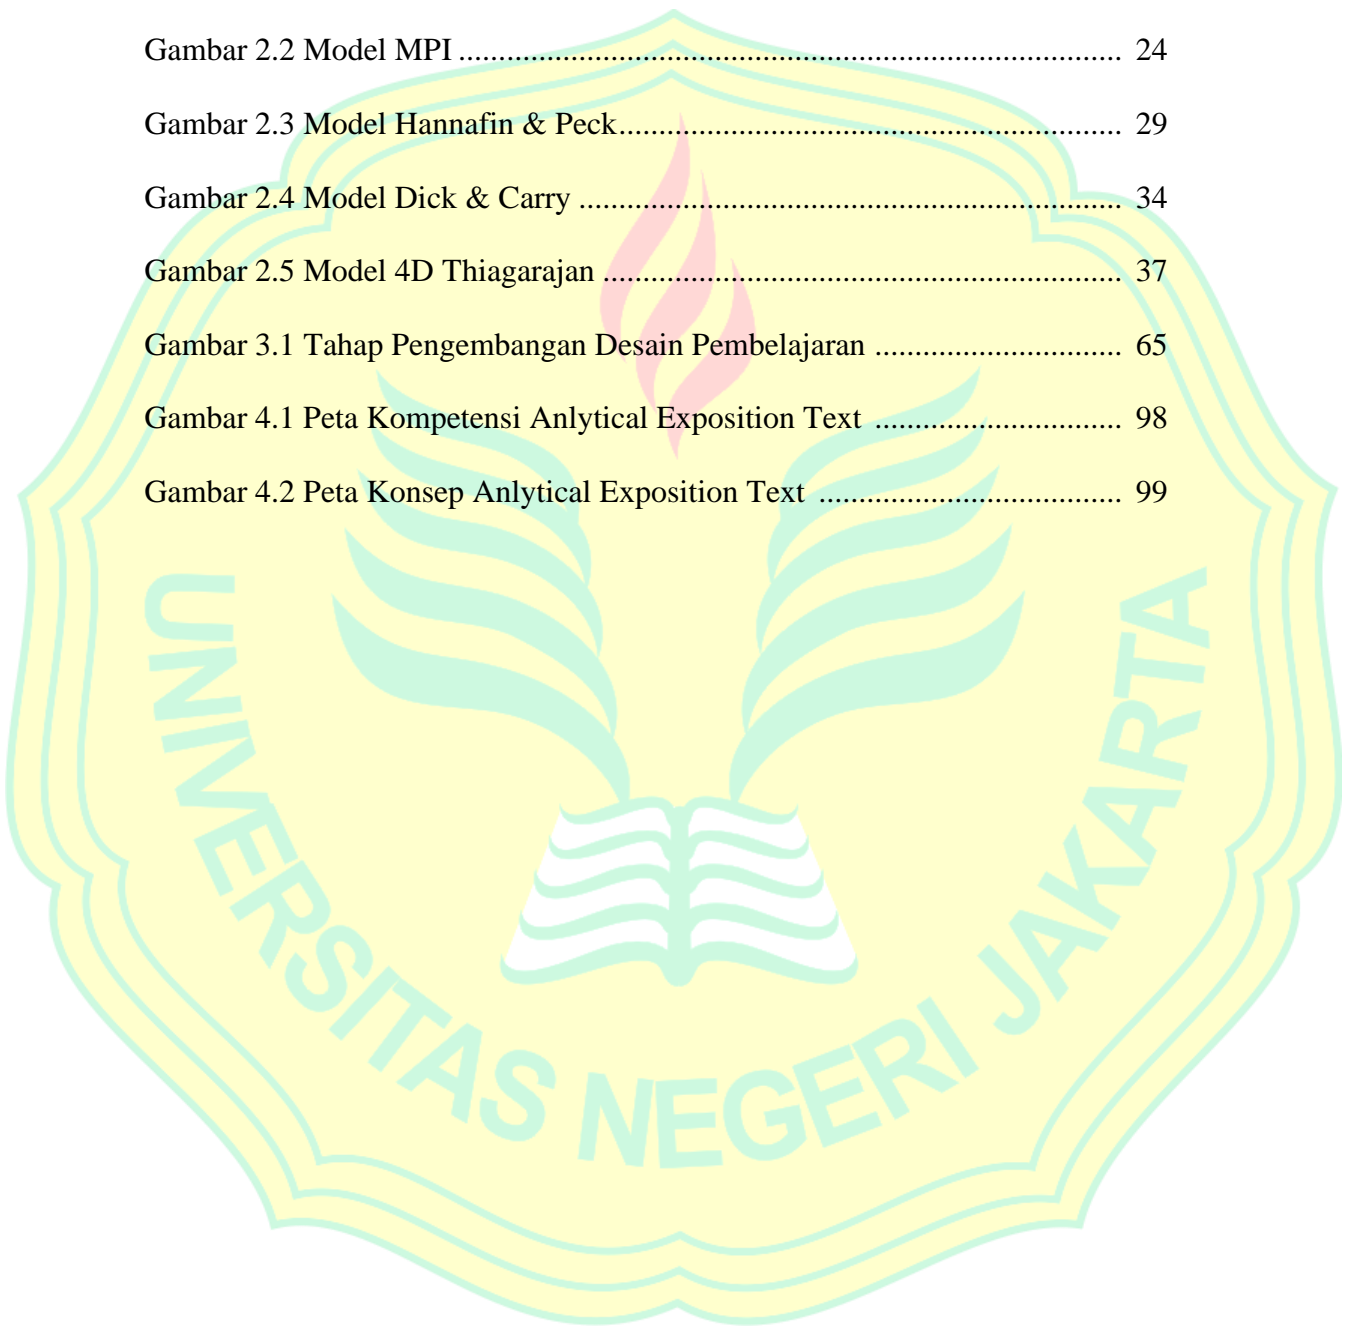 Gambar 2.2 Model MPI .................................................................................. 24
Gambar 2.3 Model Hannafin & Peck.............................................................. 29
Gambar 2.4 Model Dick & Carry ................................................................... 34
Gambar 2.5 Model 4D Thiagarajan ................................................................ 37
Gambar 3.1 Tahap Pengembangan Desain Pembelajaran ............................... 65
Gambar 4.1 Peta Kompetensi Anlytical Exposition Text ............................... 98
Gambar 4.2 Peta Konsep Anlytical Exposition Text ...................................... 99
UNIVERSITAS NEGERI JAKARTA